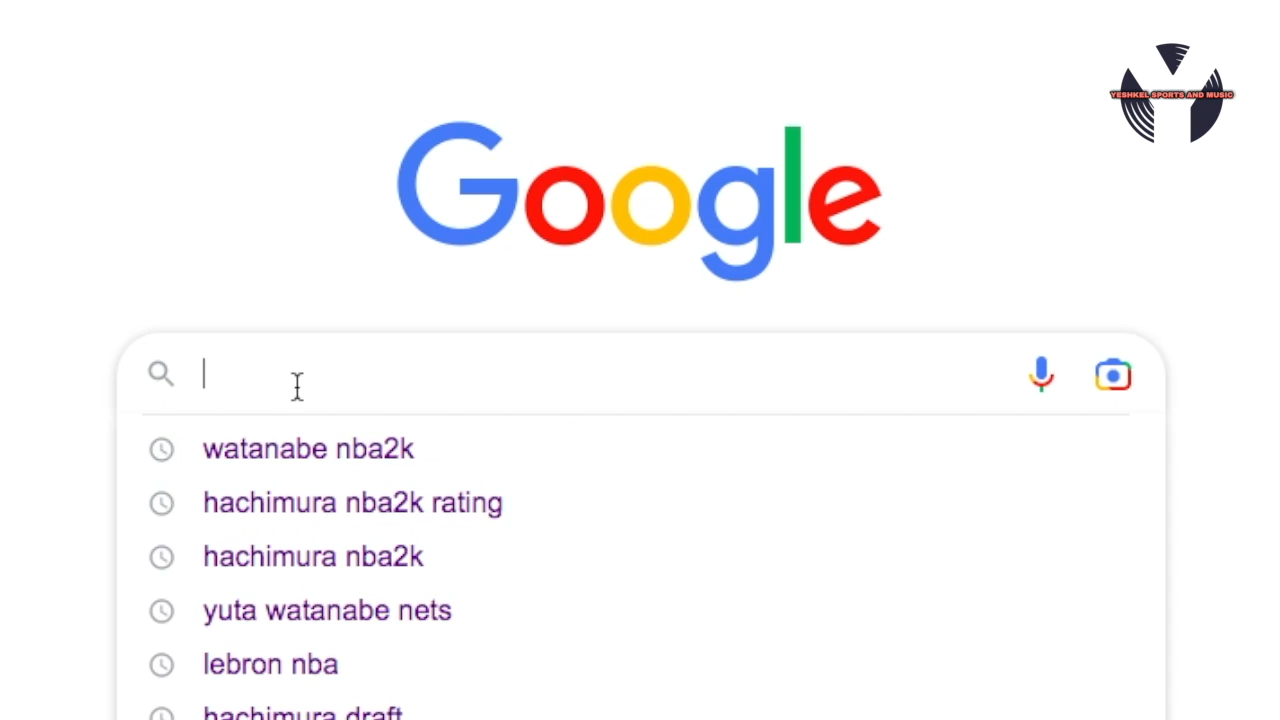 YESHKEL SPORTS AND MUSIC
Google
watanabe nba2k
hachimura nba2k rating
hachimura nba2k
yuta watanabe nets
lebron nba
hachimura draft